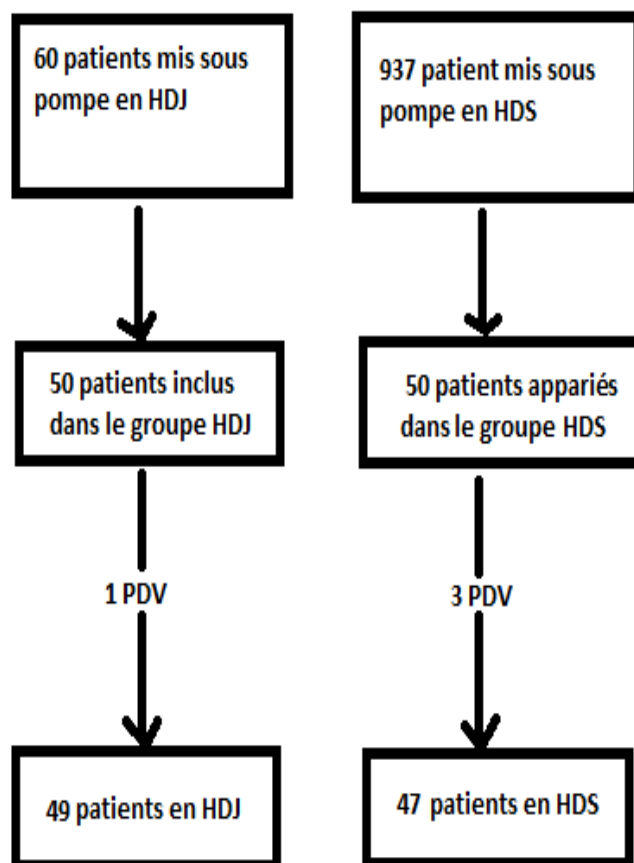 60 patients mis sous
pompe en HDJ
937 patient mis sous
pompe en HDS
50 patients inclus
dans le groupe HDJ
50 patients appariés
dans le groupe HDS
1 PDV
3 PDV
49 patients en HDJ
47 patients en HDS